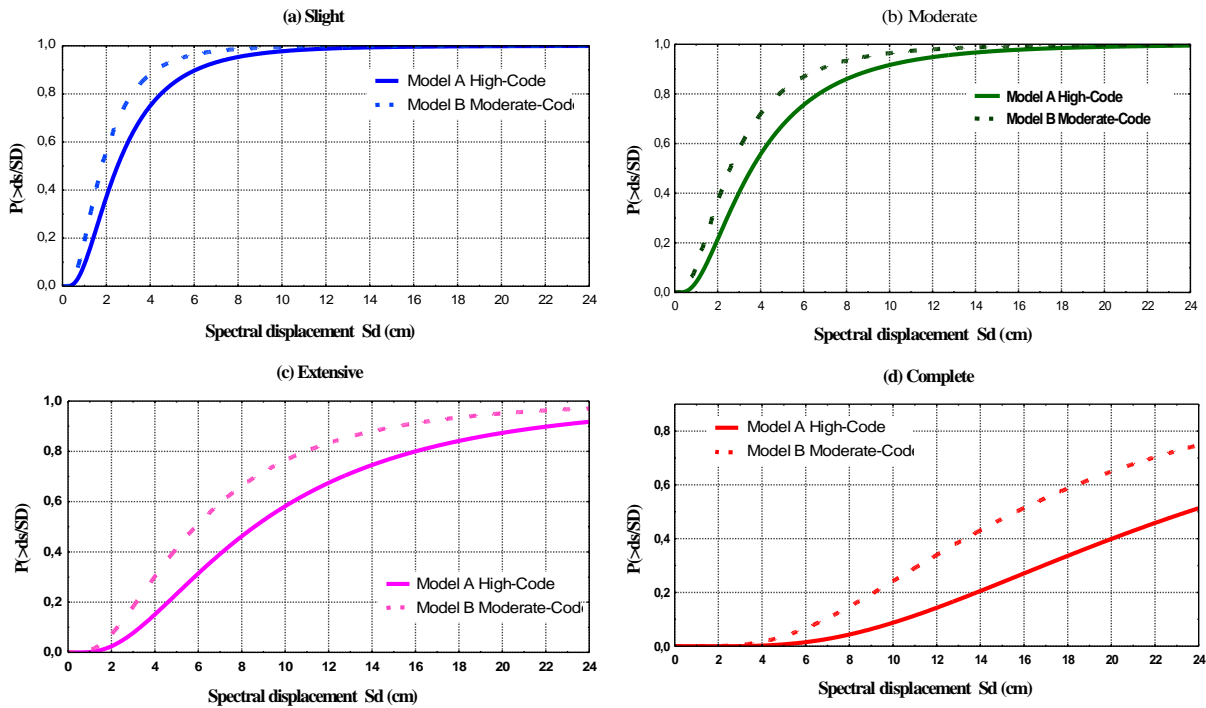 (a) Slight
P(>ds/SD)
1,0
0,8
0,6
0,4
0,2
0,0
Model A High-Code
Model B Moderate-Code
0 2 4 6 8 10 12 14 16 18 20 22 24
Spectral displacement Sd (cm)
(b) Moderate
P(>ds/SD)
1,0
0,8
0,6
0,4
0,2
0,0
Model A High-Code
Model B Moderate-Code
0 2 4 6 8 10 12 14 16 18 20 22 24
Spectral displacement Sd (cm)
(c) Extensive
P(>ds/SD)
1,0
0,8
0,6
0,4
0,2
0,0
Model A High-Code
Model B Moderate-Code
0 2 4 6 8 10 12 14 16 18 20 22 24
Spectral displacement Sd (cm)
(d) Complete
P(>ds/SD)
0,8
0,6
0,4
0,2
0,0
Model A High-Code
Model B Moderate-Code
0 2 4 6 8 10 12 14 16 18 20 22 24
Spectral displacement Sd (cm)